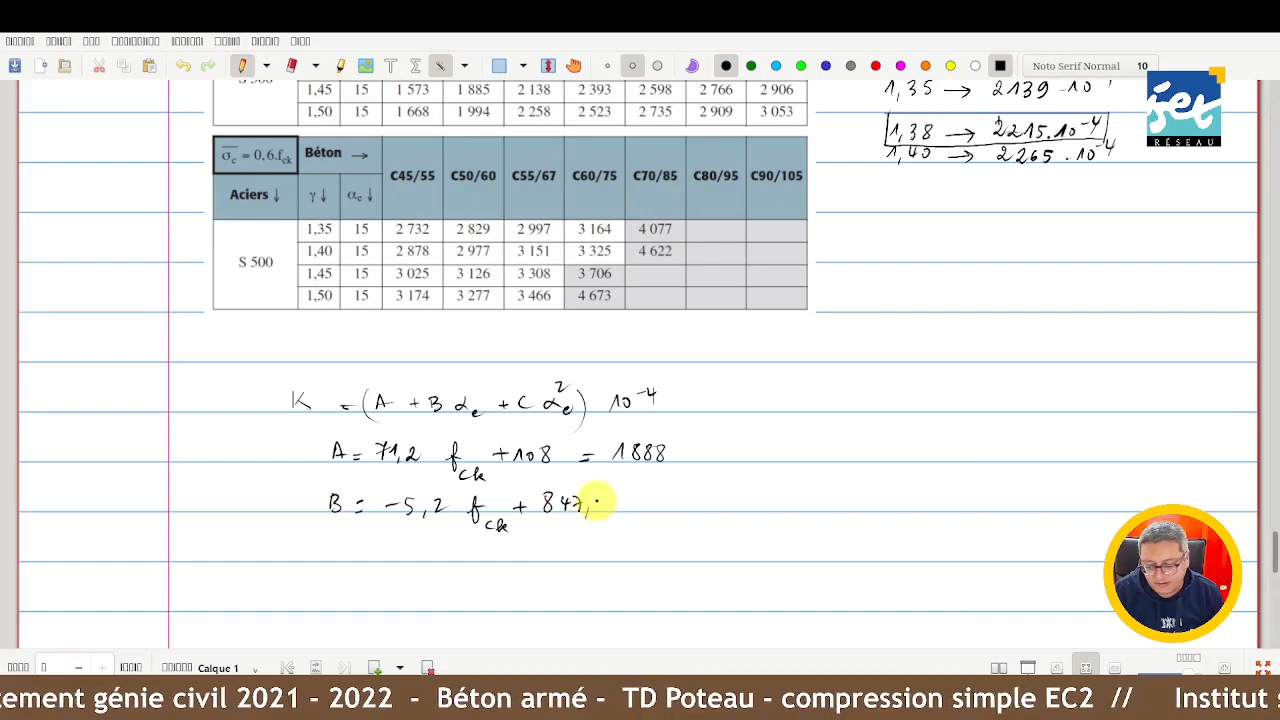 Noto Serif Normal 10
1,45 15 1 573 1 885 2 138 2 393 2 598 2 766 2 906
1,50 15 1 668 1 994 2 258 2 523 2 735 2 909 3 053
σc = 0,6.fck Béton → C45/55 C50/60 C55/67 C60/75 C70/85 C80/95 C90/105
Aciers ↓ γ ↓ αe ↓
S 500
1,35 15 2 732 2 829 2 997 3 164 4 077
1,40 15 2 878 2 977 3 151 3 325 4 622
1,45 15 3 025 3 126 3 308 3 706
1,50 15 3 174 3 277 3 466 4 673
1,35 → 2139 . 10
1,38 → 2215.10⁻⁴
1,40 → 2265 . 10⁻⁴
iset
RÉSEAU
K = (A + B αe + C αe²) 10⁻⁴
A = 71,2 fck + 108 = 1888
B = -5,2 fck + 847,
Calque 1
tement génie civil 2021 - 2022 - Béton armé - TD Poteau - compression simple EC2 // Institut